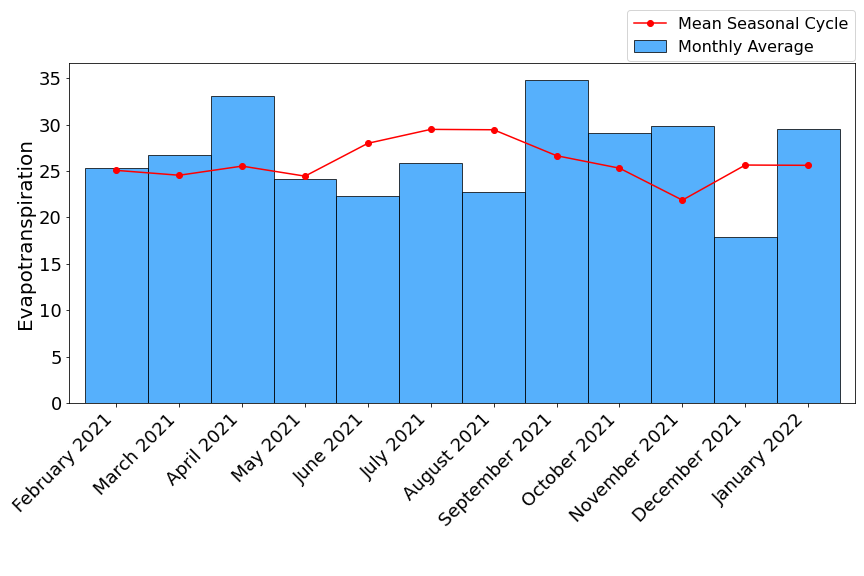 Mean Seasonal Cycle
Monthly Average
Evapotranspiration
35
30
25
20
15
10
5
0
February 2021
March 2021
April 2021
May 2021
June 2021
July 2021
August 2021
September 2021
October 2021
November 2021
December 2021
January 2022